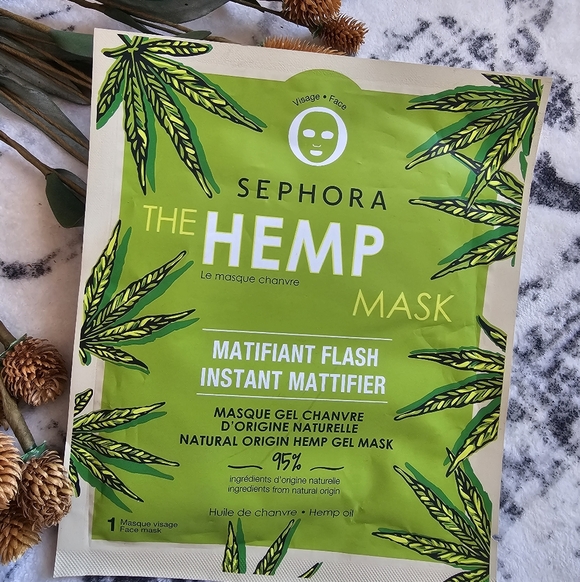 Visage • Face
SEPHORA
THE HEMP
Le masque chanvre
MASK
MATIFIANT FLASH
INSTANT MATTIFIER
MASQUE GEL CHANVRE
D'ORIGINE NATURELLE
NATURAL ORIGIN HEMP GEL MASK
95%
ingrédients d'origine naturelle
ingredients from natural origin
Huile de chanvre • Hemp oil
1 Masque visage
Face mask